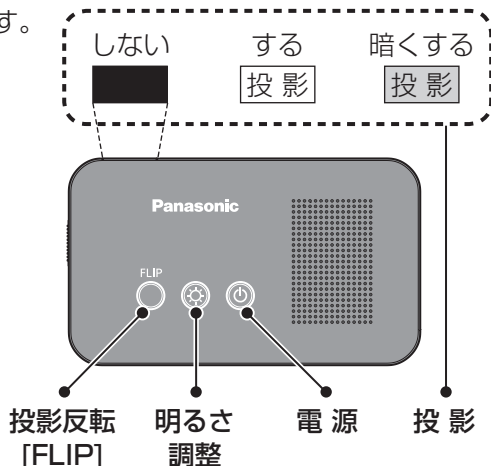 す。
しない する 暗くする
投 影 投 影
Panasonic
FLIP
投影反転 明るさ 電 源 投 影
[FLIP] 調整